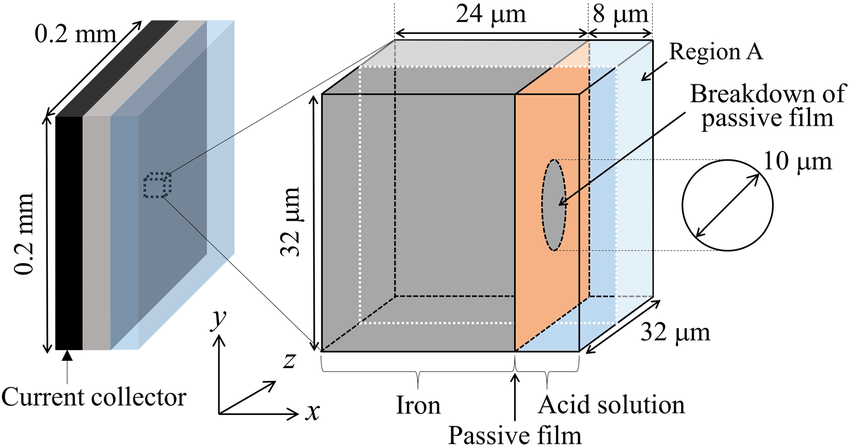 0.2 mm
0.2 mm
Current collector
y
z
x
24 μm
8 μm
Region A
Breakdown of
passive film
10 μm
32 μm
32 μm
Iron
Acid solution
Passive film